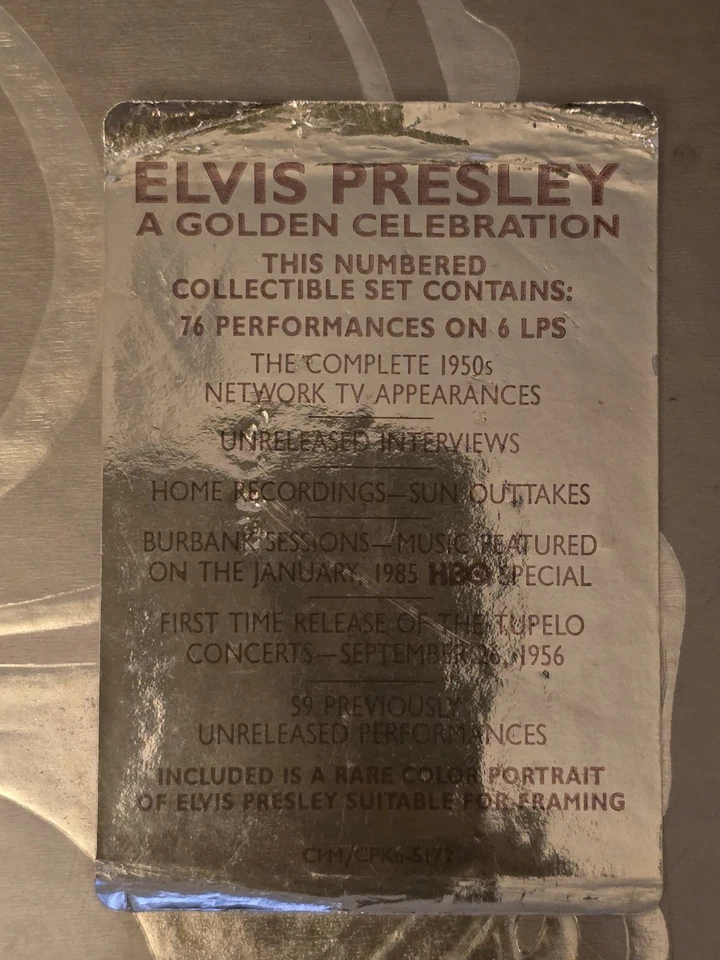 ELVIS PRESLEY
A GOLDEN CELEBRATION
THIS NUMBERED
COLLECTIBLE SET CONTAINS:
76 PERFORMANCES ON 6 LPS
THE COMPLETE 1950s
NETWORK TV APPEARANCES
UNRELEASED INTERVIEWS
HOME RECORDINGS—SUN OUTTAKES
BURBANK SESSIONS—MUSIC FEATURED
ON THE JANUARY, 1985 HBO SPECIAL
FIRST TIME RELEASE OF THE TUPELO
CONCERTS—SEPTEMBER 26, 1956
59 PREVIOUSLY
UNRELEASED PERFORMANCES
INCLUDED IS A RARE COLOR PORTRAIT
OF ELVIS PRESLEY SUITABLE FOR FRAMING
CPM/CPK6-5172